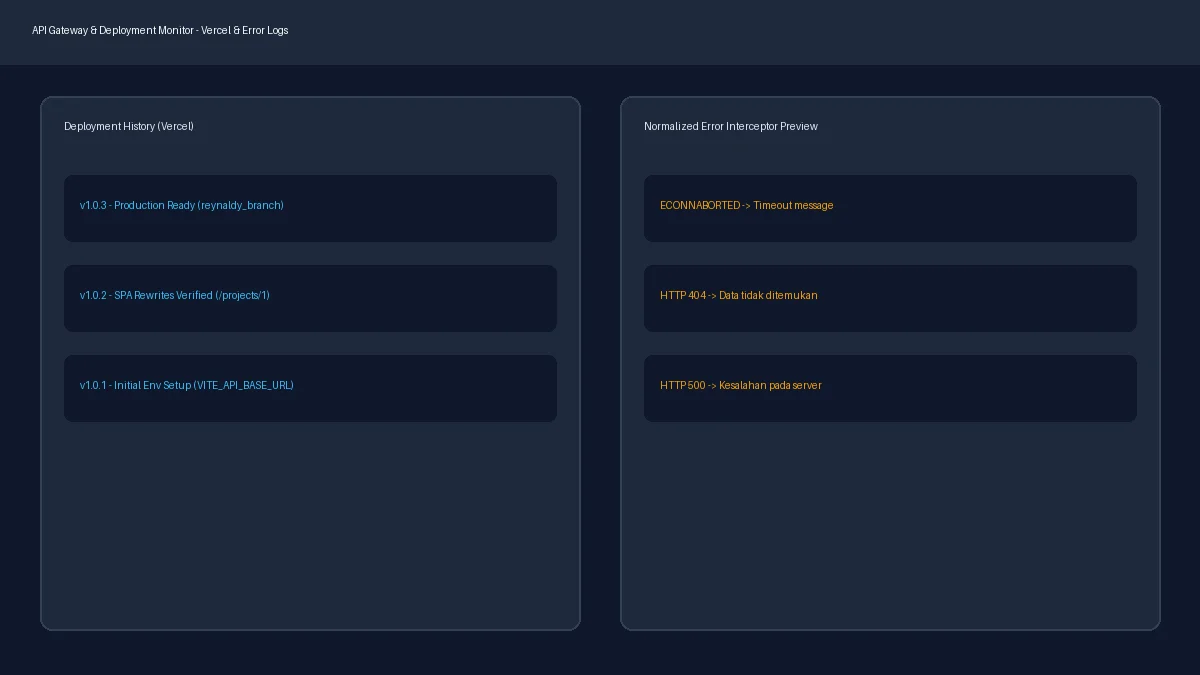 API Gateway & Deployment Monitor - Vercel & Error Logs
Deployment History (Vercel)
v1.0.3 - Production Ready (reynaldy_branch)
v1.0.2 - SPA Rewrites Verified (/projects/1)
v1.0.1 - Initial Env Setup (VITE_API_BASE_URL)
Normalized Error Interceptor Preview
ECONNABORTED -> Timeout message
HTTP 404 -> Data tidak ditemukan
HTTP 500 -> Kesalahan pada server